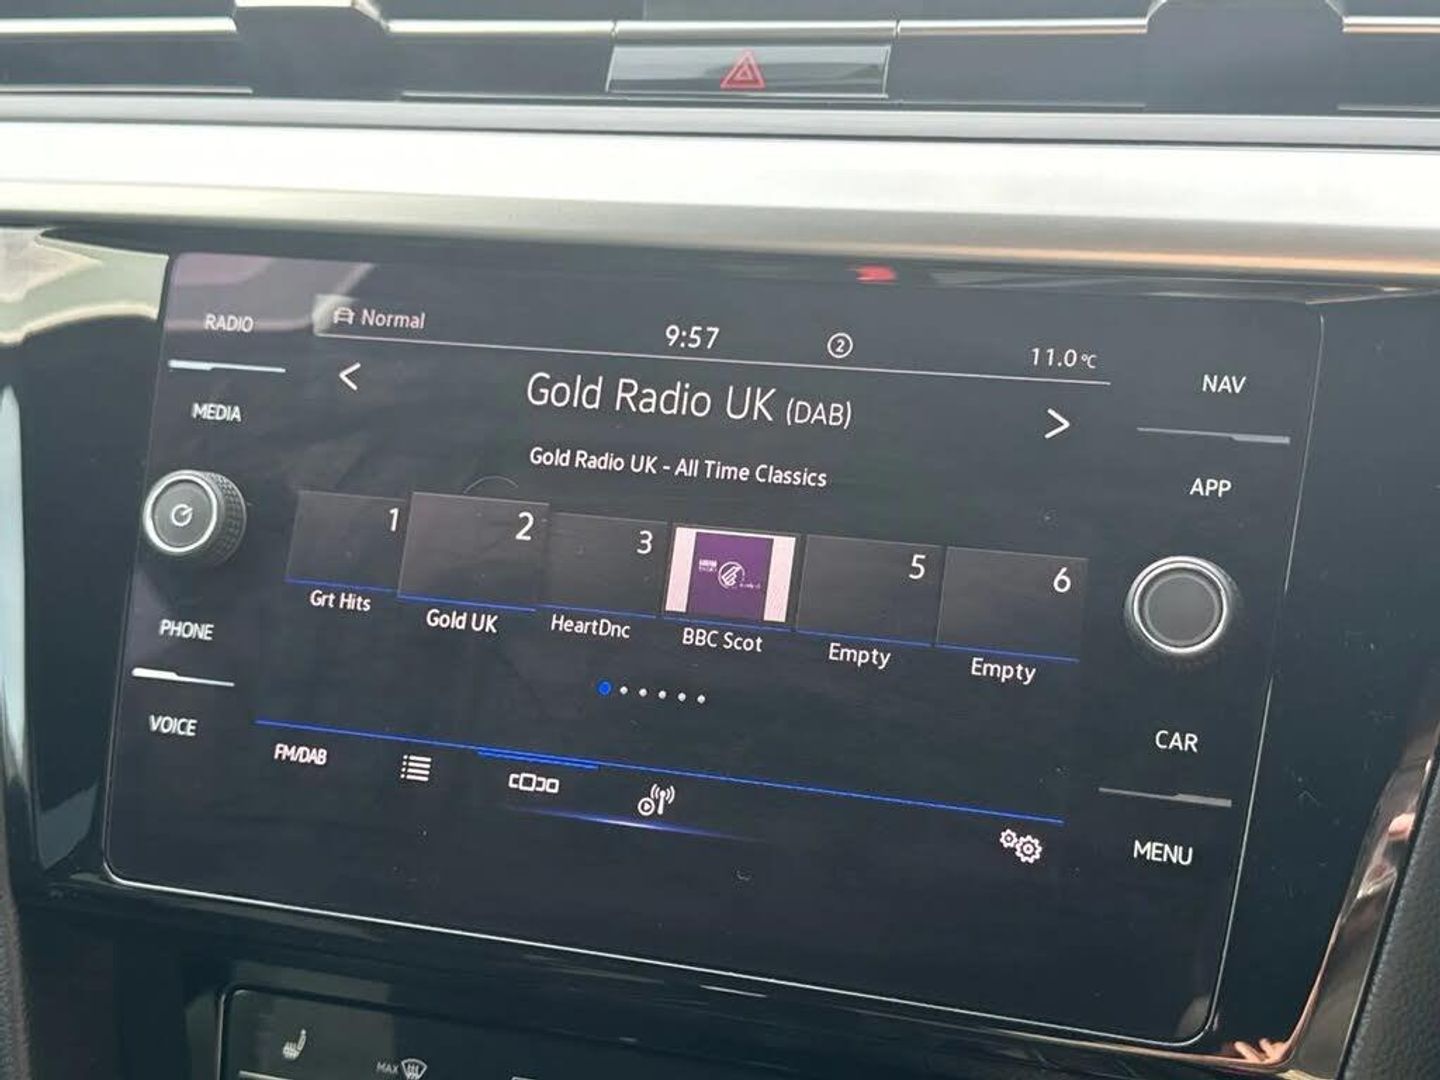 RADIO
Normal
9:57
2
11.0 °C
NAV
MEDIA
Gold Radio UK (DAB)
Gold Radio UK - All Time Classics
APP
1
2
3
5
6
Grt Hits
Gold UK
HeartDnc
BBC Scot
Empty
Empty
PHONE
VOICE
FM/DAB
CAR
MENU
MAX